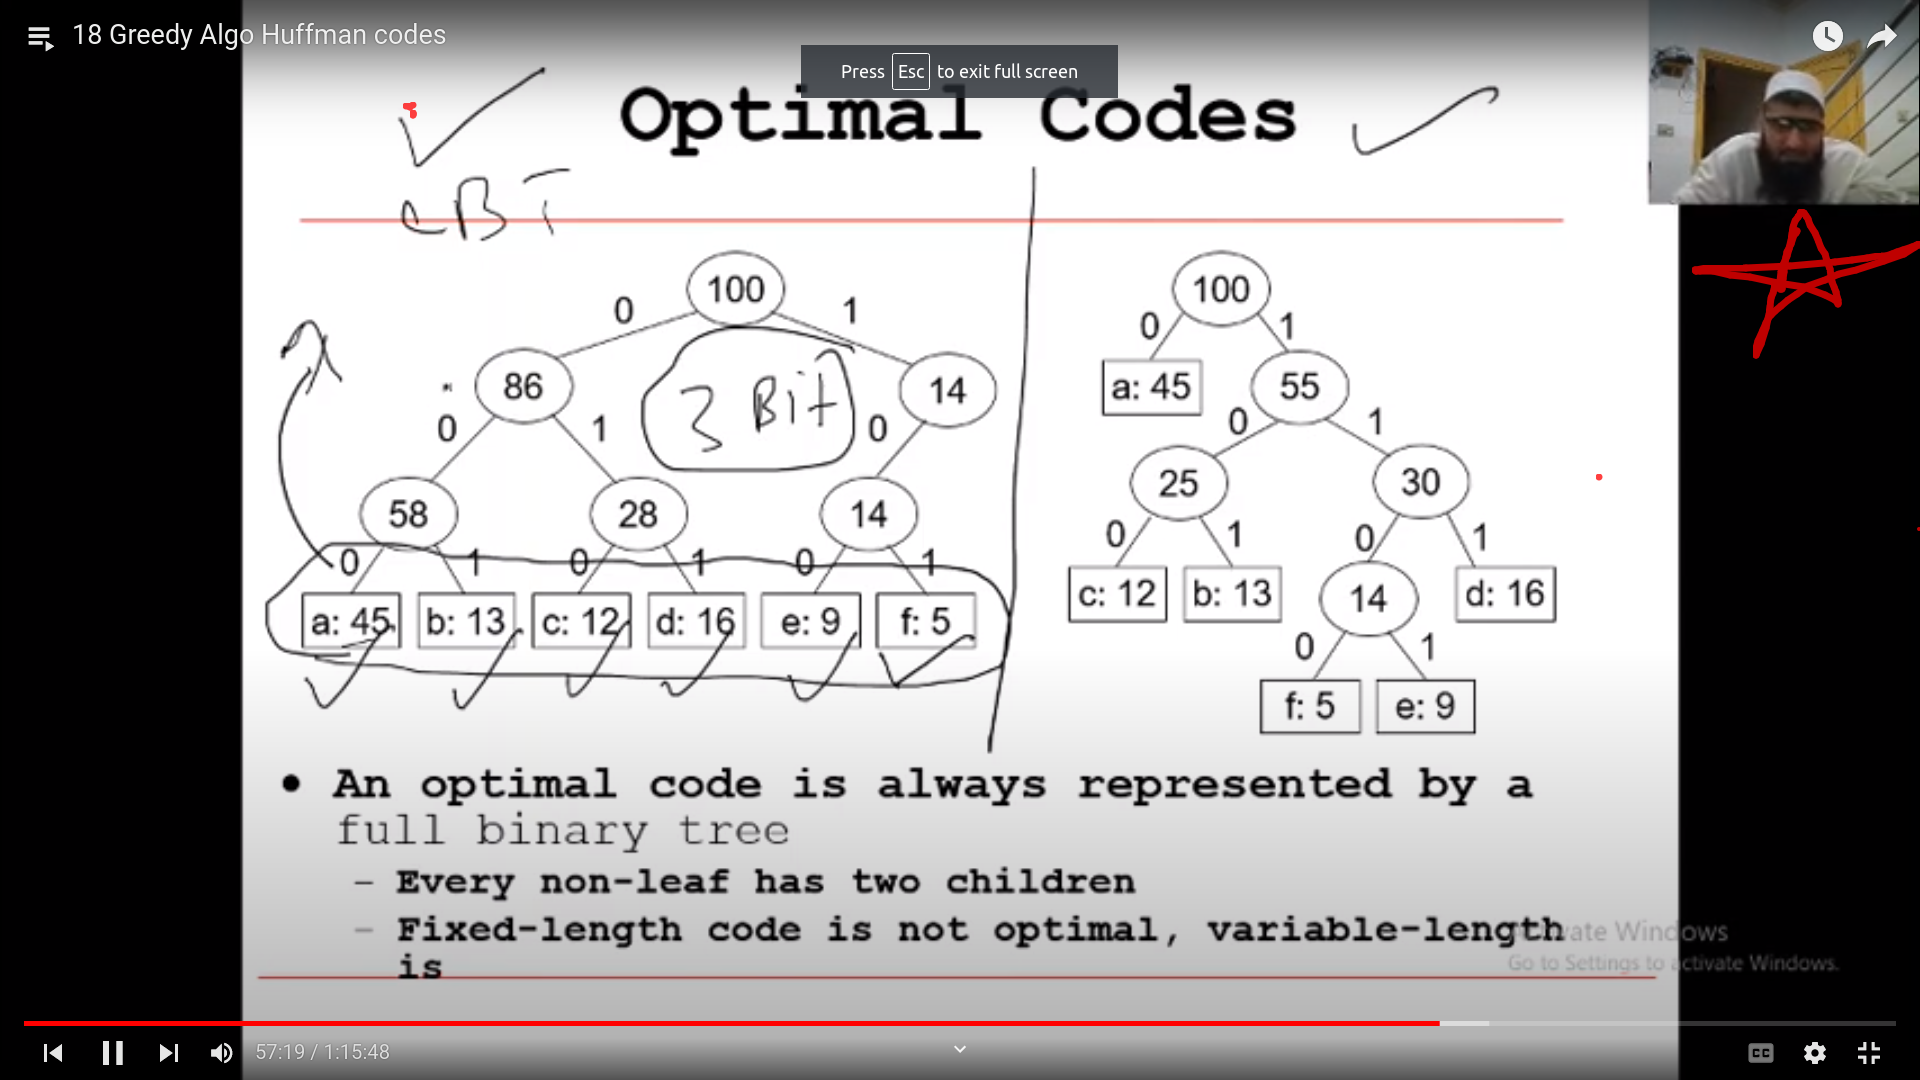 18 Greedy Algo Huffman codes
Press Esc to exit full screen
Optimal Codes
100
0 1
86 14
3 Bit
0 1 0
58 28 14
0 1 0 1 0 1
a: 45 b: 13 c: 12 d: 16 e: 9 f: 5
100
0 1
a: 45 55
0 1
25 30
0 1 0 1
c: 12 b: 13 14 d: 16
0 1
f: 5 e: 9
• An optimal code is always represented by a
full binary tree
– Every non-leaf has two children
– Fixed-length code is not optimal, variable-length
is
Activate Windows
Go to Settings to activate Windows.
57:19 / 1:15:48
CC